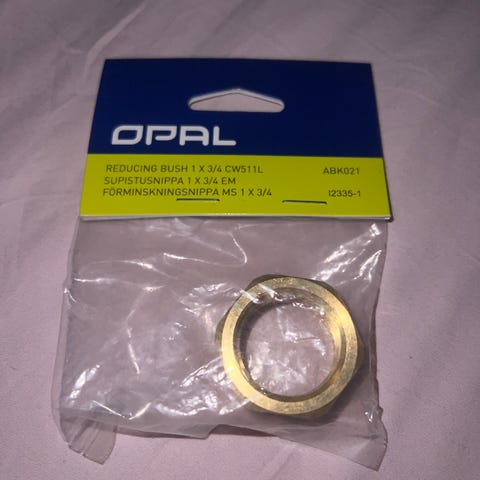 OPAL
REDUCING BUSH 1 X 3/4 CW511L ABK021
SUPISTUSNIPPA 1 X 3/4 EM
FÖRMINSKNINGSNIPPA MS 1 X 3/4 I2335-1